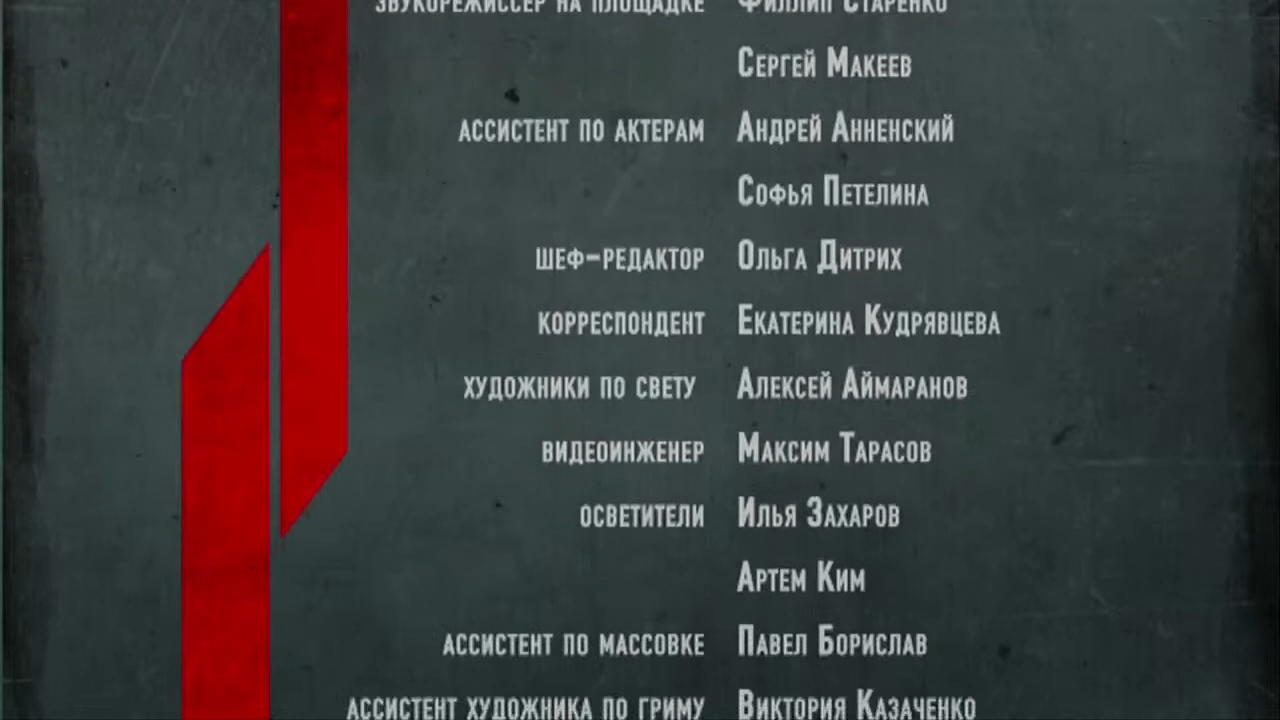 ЗВУКОРЕЖИССЕР НА ПЛОЩАДКЕ Филлип Старенко
Сергей Макеев
АССИСТЕНТ ПО АКТЕРАМ Андрей Анненский
Софья Петелина
ШЕФ-РЕДАКТОР Ольга Дитрих
КОРРЕСПОНДЕНТ Екатерина Кудрявцева
ХУДОЖНИКИ ПО СВЕТУ Алексей Аймаранов
ВИДЕОИНЖЕНЕР Максим Тарасов
ОСВЕТИТЕЛИ Илья Захаров
Артем Ким
АССИСТЕНТ ПО МАССОВКЕ Павел Борислав
АССИСТЕНТ ХУДОЖНИКА ПО ГРИМУ Виктория Казаченко